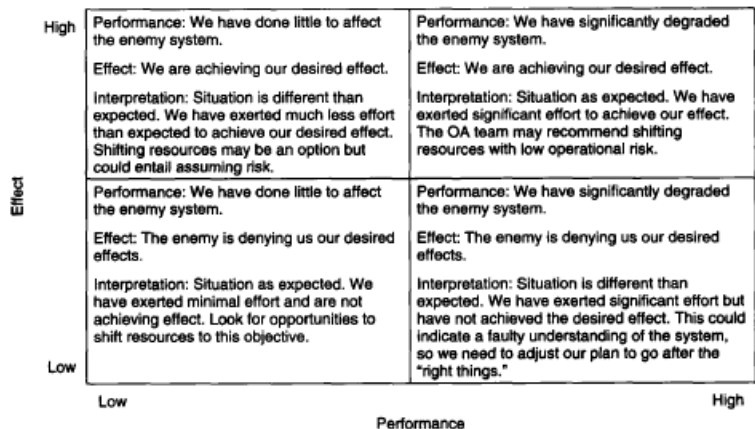 High
Performance: We have done little to affect
the enemy system.
Effect: We are achieving our desired effect.
Interpretation: Situation is different than
expected. We have exerted much less effort
than expected to achieve our desired effect.
Shifting resources may be an option but
could entail assuming risk.
Performance: We have significantly degraded
the enemy system.
Effect: We are achieving our desired effect.
Interpretation: Situation as expected. We have
exerted significant effort to achieve our effect.
The OA team may recommend shifting
resources with low operational risk.
Effect
Performance: We have done little to affect
the enemy system.
Effect: The enemy is denying us our desired
effects.
Interpretation: Situation as expected. We
have exerted minimal effort and are not
achieving effect. Look for opportunities to
shift resources to this objective.
Performance: We have significantly degraded
the enemy system.
Effect: The enemy is denying us our desired
effects.
Interpretation: Situation is different than
expected. We have exerted significant effort but
have not achieved the desired effect. This could
indicate a faulty understanding of the system,
so we need to adjust our plan to go after the
"right things."
Low
Low
High
Performance